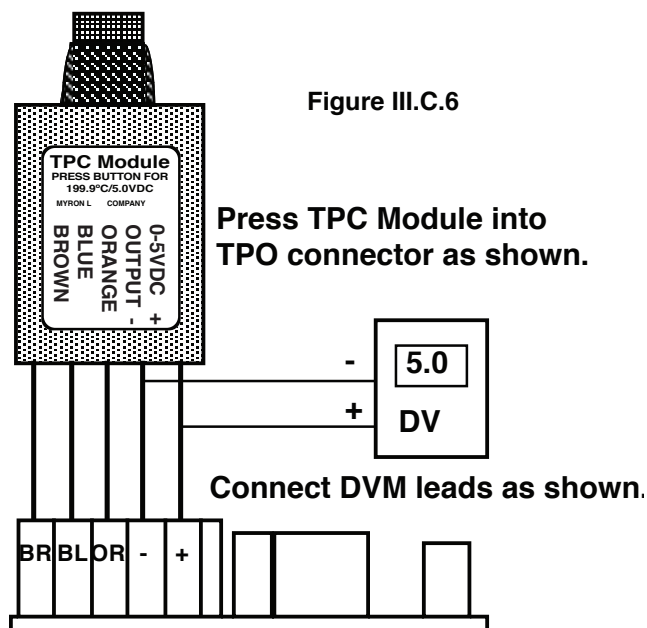 Figure III.C.6
TPC Module
PRESS BUTTON FOR
199.9ºC/5.0VDC
MYRON L COMPANY
BROWN
BLUE
ORANGE
OUTPUT -
0-5VDC +
Press TPC Module into
TPO connector as shown.
- 5.0
+ DV
Connect DVM leads as shown.
BR BL OR - +